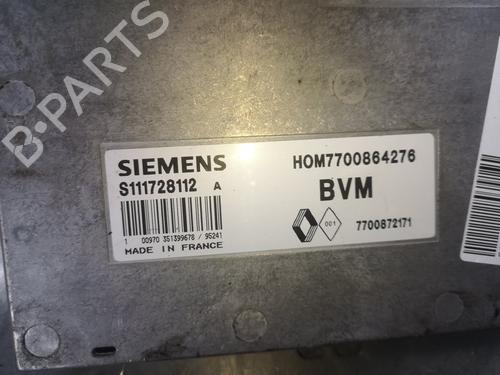 B-PARTS
SIEMENS
HOM7700864276
S111728112 A
BVM
001
1 00970 351399678 / 95241
7700872171
MADE IN FRANCE